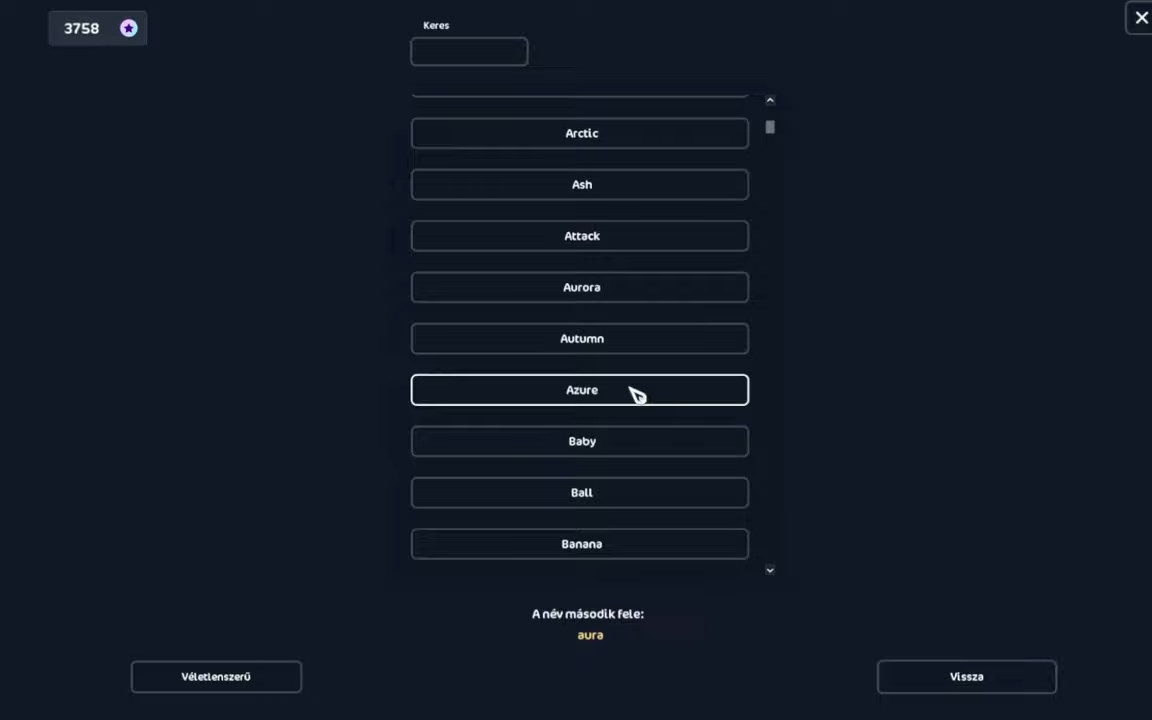 3758
Keres
Arctic
Ash
Attack
Aurora
Autumn
Azure
Baby
Ball
Banana
A név második fele:
aura
Véletlenszerű
Vissza